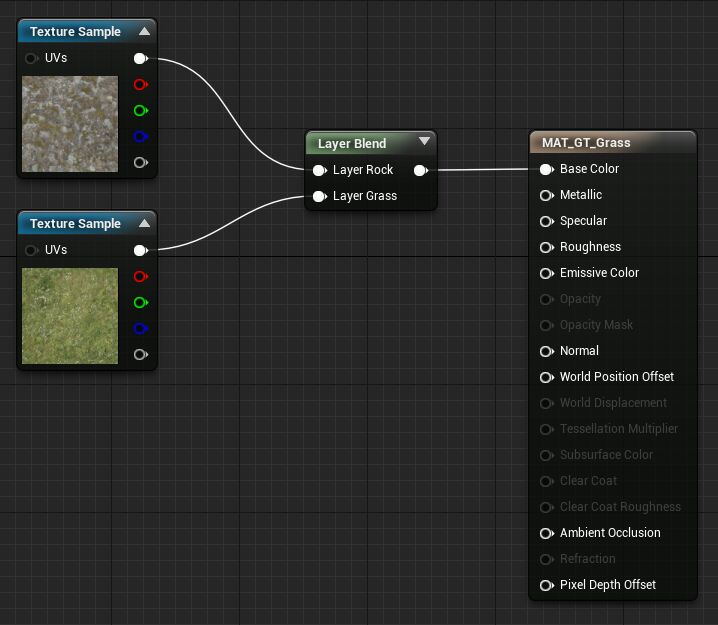 Texture Sample
UVs
Texture Sample
UVs
Layer Blend
Layer Rock
Layer Grass
MAT_GT_Grass
Base Color
Metallic
Specular
Roughness
Emissive Color
Opacity
Opacity Mask
Normal
World Position Offset
World Displacement
Tessellation Multiplier
Subsurface Color
Clear Coat
Clear Coat Roughness
Ambient Occlusion
Refraction
Pixel Depth Offset